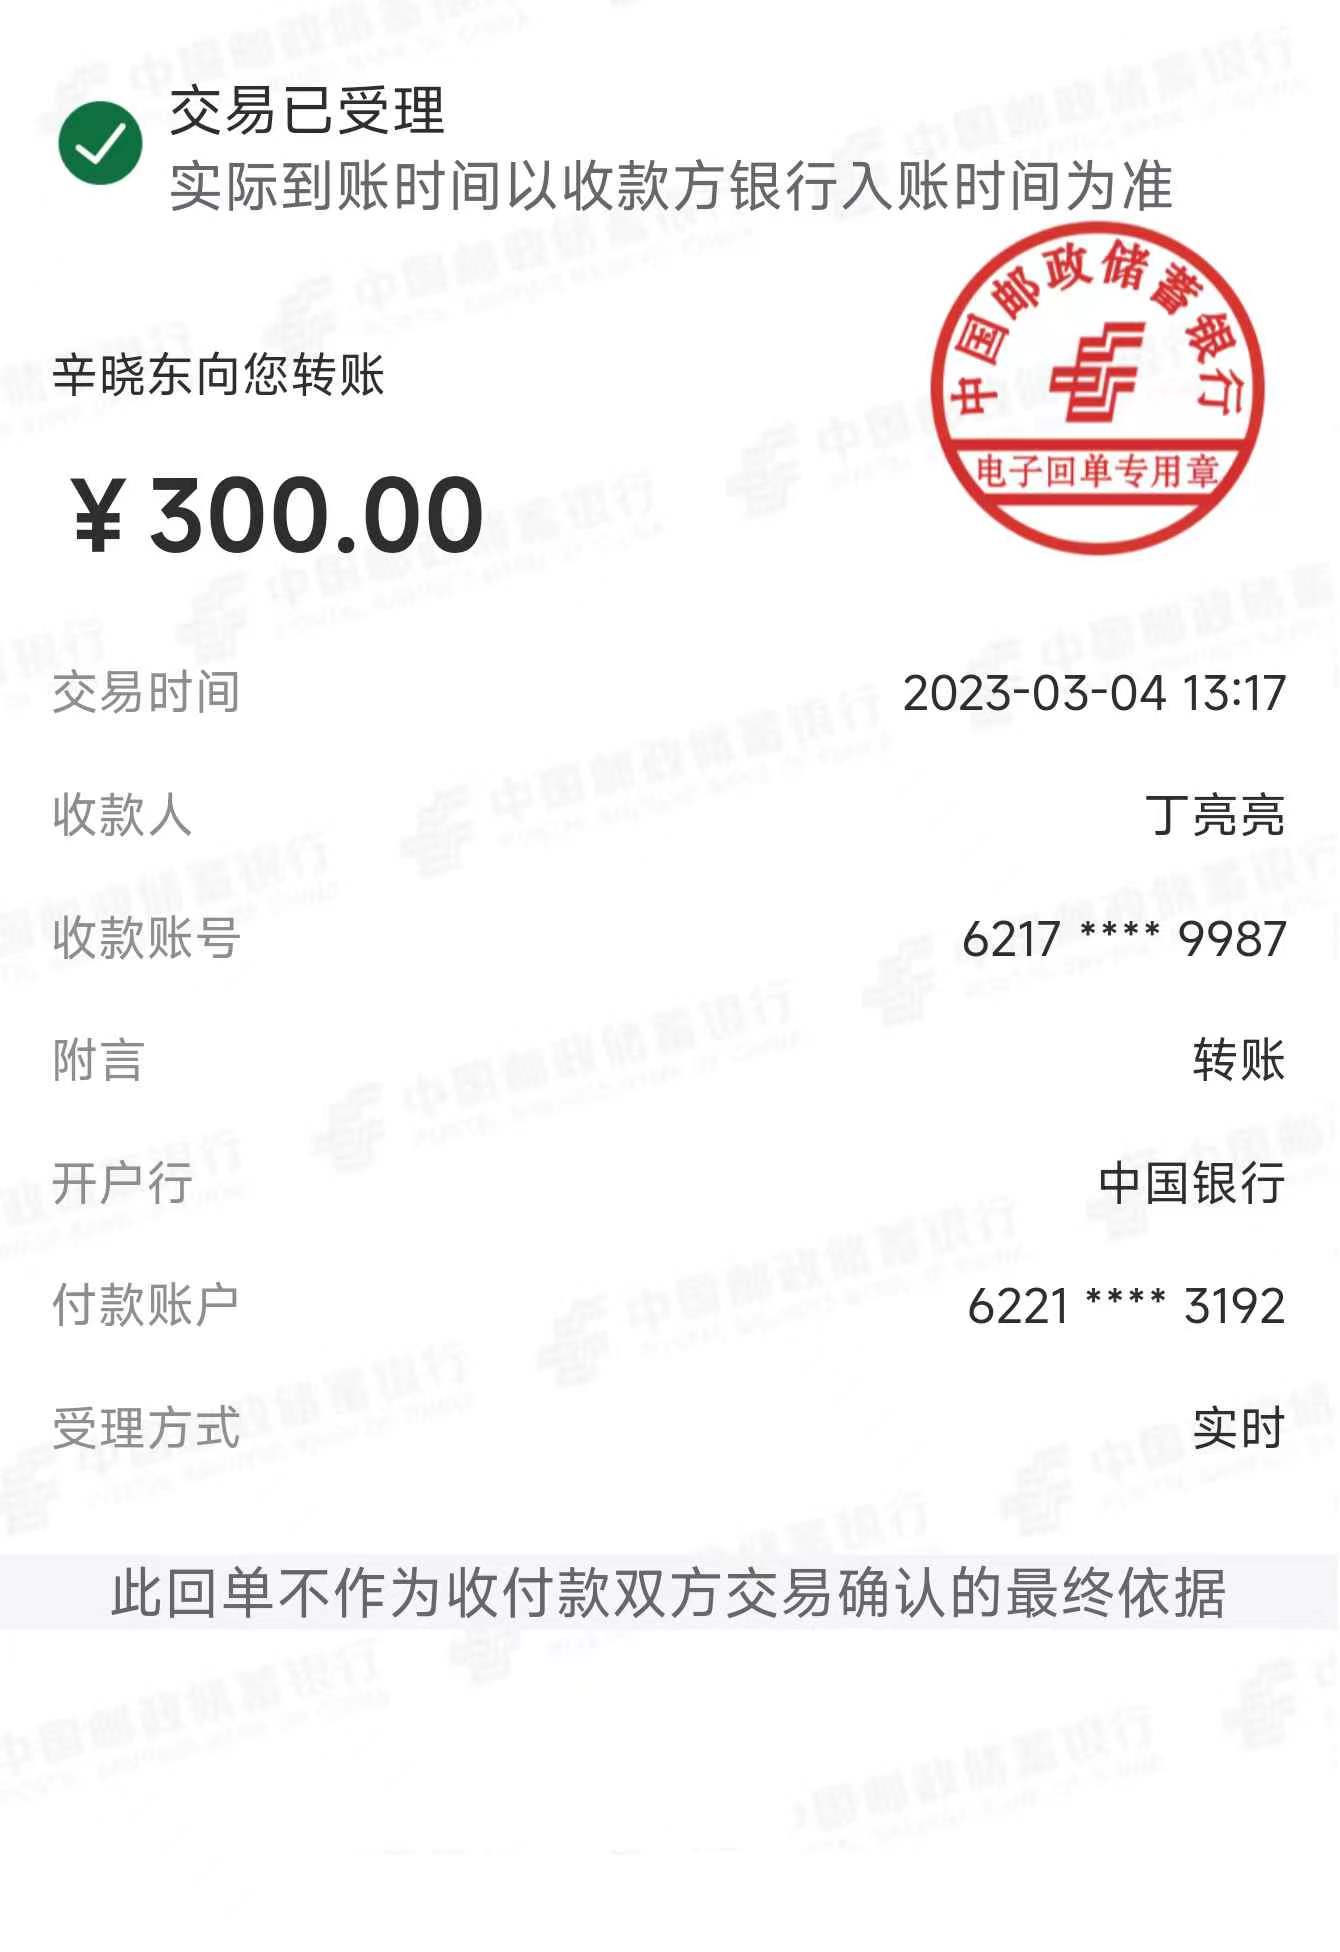 交易已受理
实际到账时间以收款方银行入账时间为准
中国邮政储蓄银行
电子回单专用章
辛晓东向您转账
¥ 300.00
交易时间 2023-03-04 13:17
收款人 丁亮亮
收款账号 6217 **** 9987
附言 转账
开户行 中国银行
付款账户 6221 **** 3192
受理方式 实时
此回单不作为收付款双方交易确认的最终依据